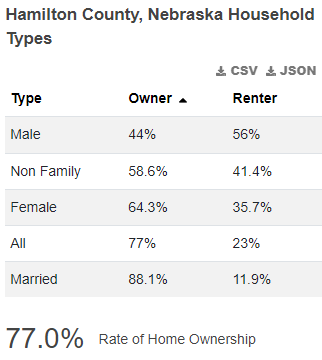 Hamilton County, Nebraska Household
Types
CSV JSON
Type Owner Renter
Male 44% 56%
Non Family 58.6% 41.4%
Female 64.3% 35.7%
All 77% 23%
Married 88.1% 11.9%
77.0% Rate of Home Ownership